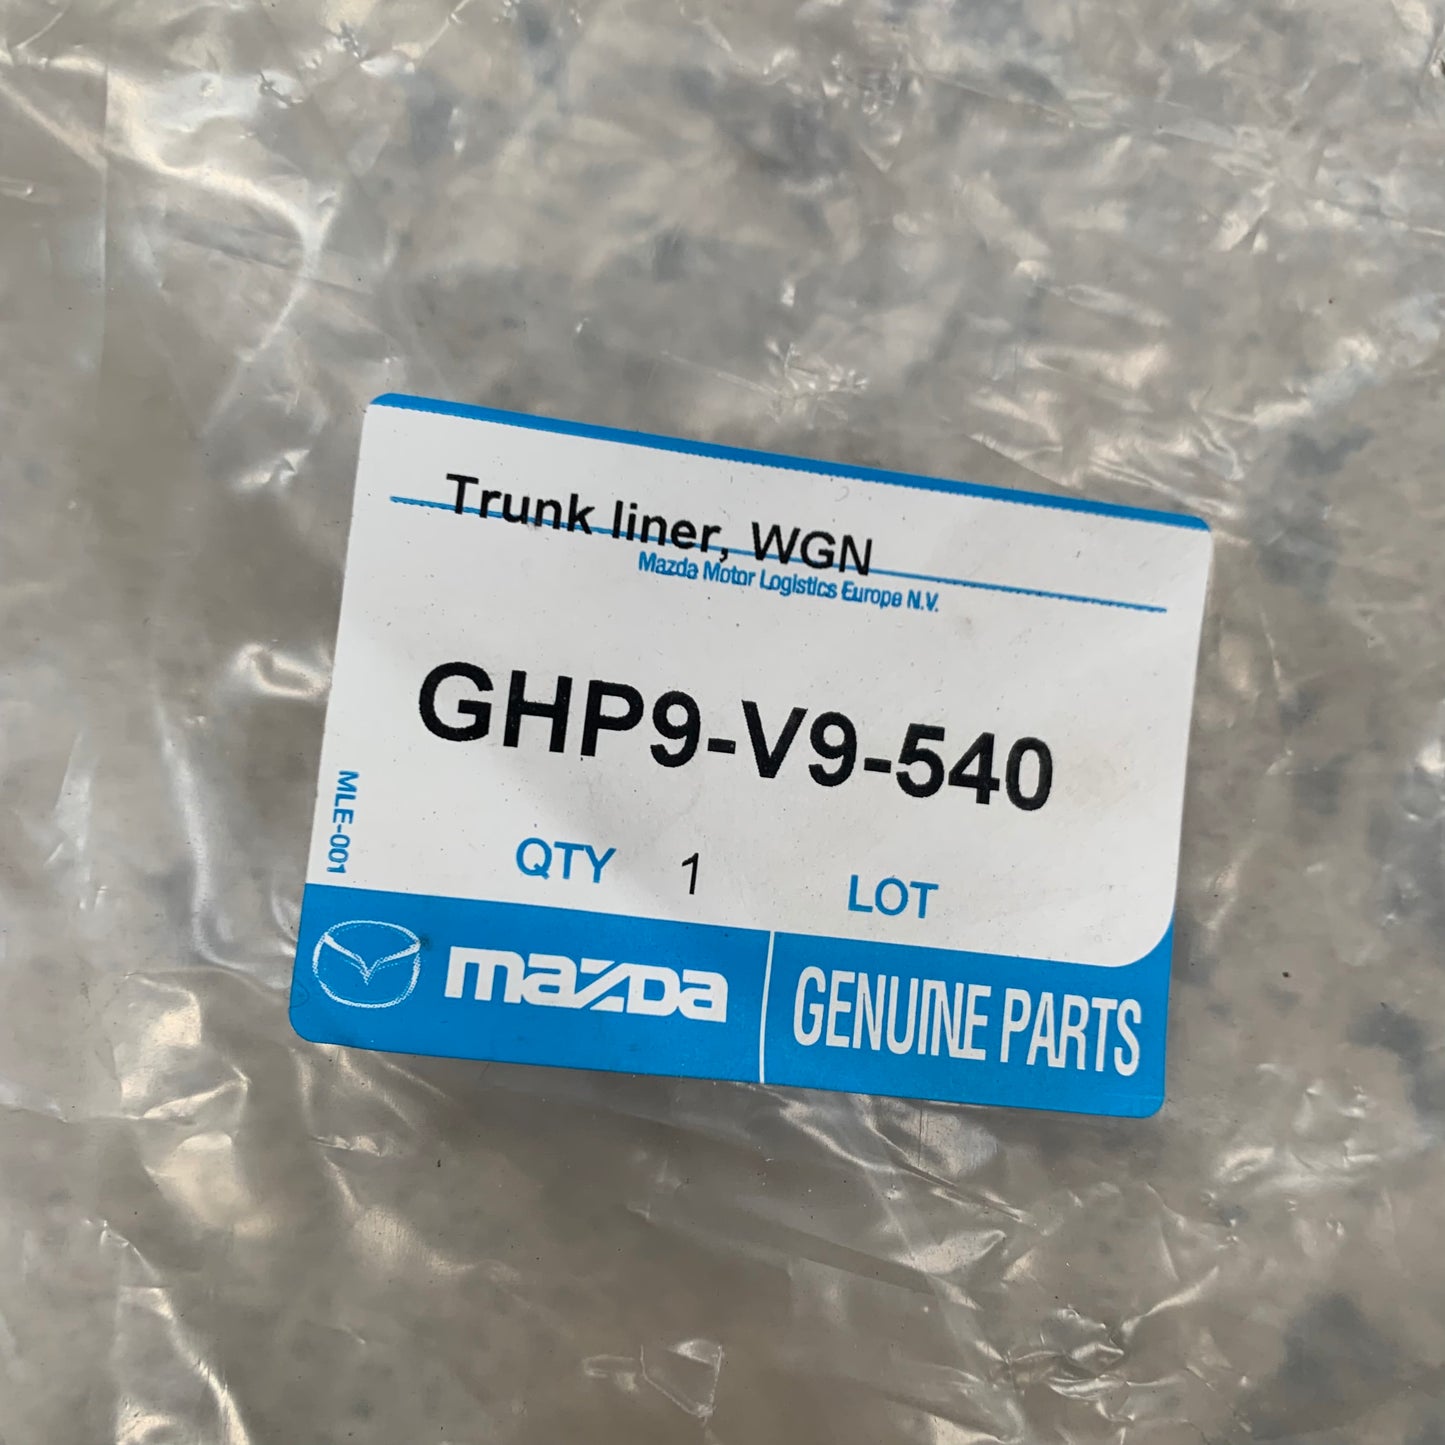 Trunk liner, WGN
Mazda Motor Logistics Europe N.V.
GHP9-V9-540
MLE-001
QTY 1 LOT
mazda GENUINE PARTS